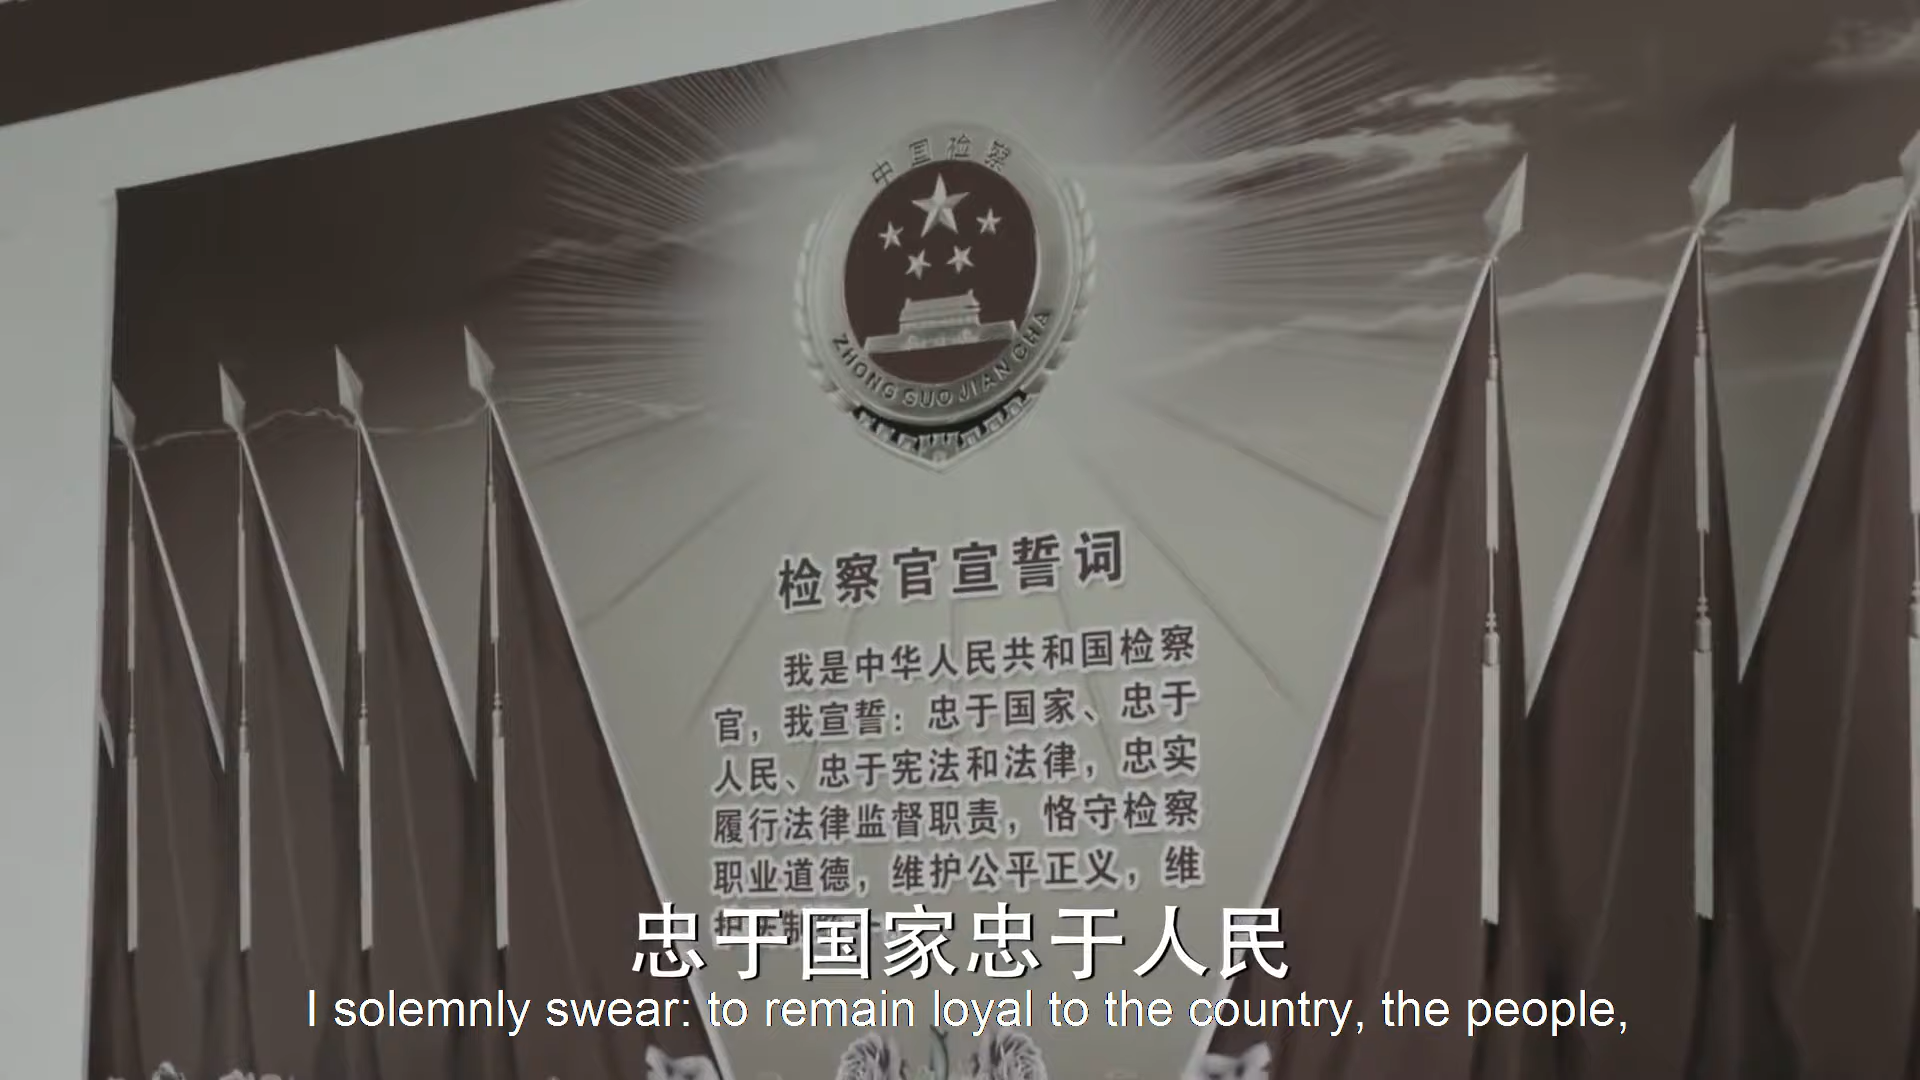 中国检察
ZHONG GUO JIAN CHA
检察官宣誓词
我是中华人民共和国检察
官，我宣誓：忠于国家、忠于
人民、忠于宪法和法律，忠实
履行法律监督职责，恪守检察
职业道德，维护公平正义，维
忠于国家忠于人民
I solemnly swear: to remain loyal to the country, the people,